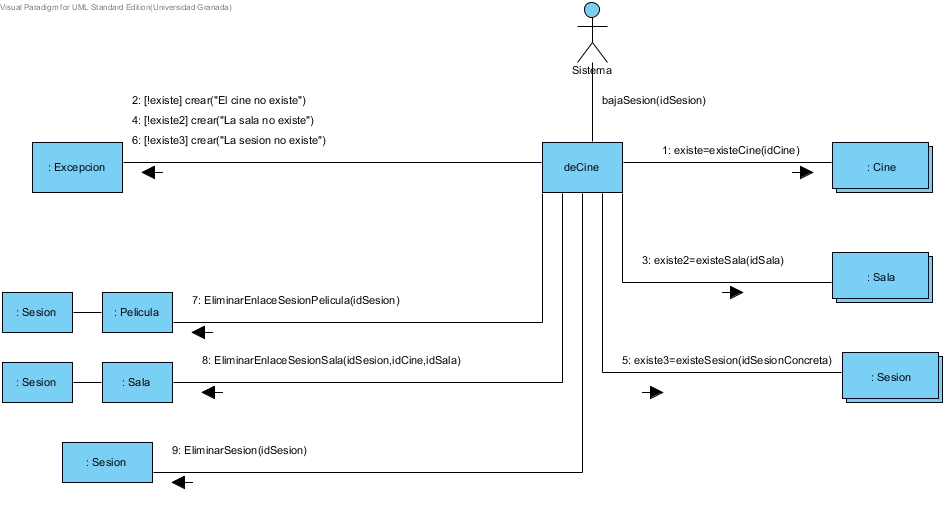 Visual Paradigm for UML Standard Edition(Universidad Granada)
Sistema
bajaSesion(idSesion)
2: [!existe] crear("El cine no existe")
4: [!existe2] crear("La sala no existe")
6: [!existe3] crear("La sesion no existe")
: Excepcion
deCine
1: existe=existeCine(idCine)
: Cine
3: existe2=existeSala(idSala)
: Sala
7: EliminarEnlaceSesionPelicula(idSesion)
: Sesion
: Pelicula
8: EliminarEnlaceSesionSala(idSesion,idCine,idSala)
: Sesion
: Sala
5: existe3=existeSesion(idSesionConcreta)
: Sesion
9: EliminarSesion(idSesion)
: Sesion